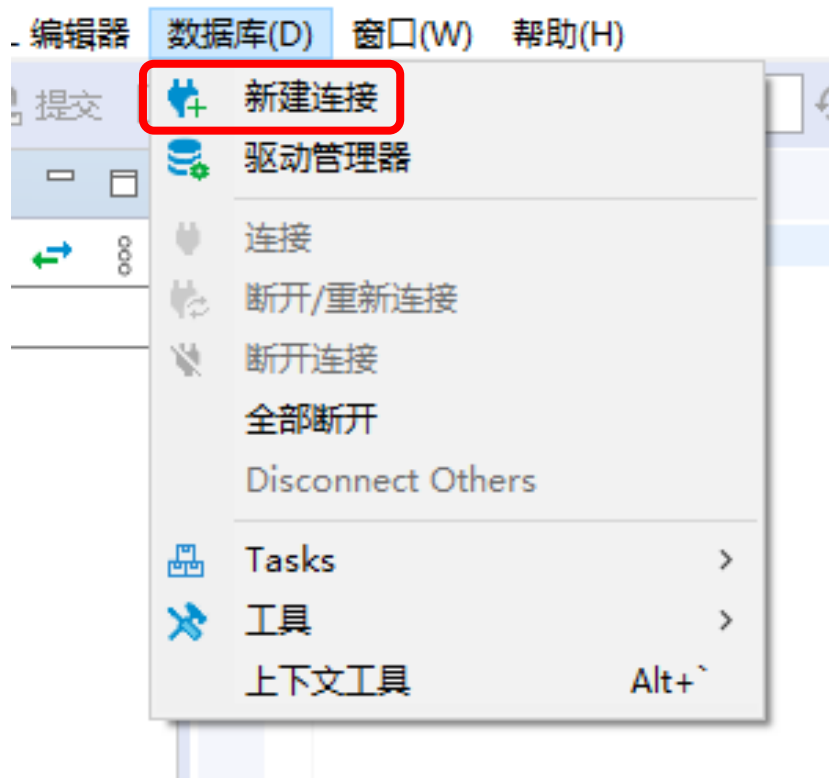 编辑器 数据库(D) 窗口(W) 帮助(H)
提交
新建连接
驱动管理器
连接
断开/重新连接
断开连接
全部断开
Disconnect Others
Tasks
工具
上下文工具 Alt+`